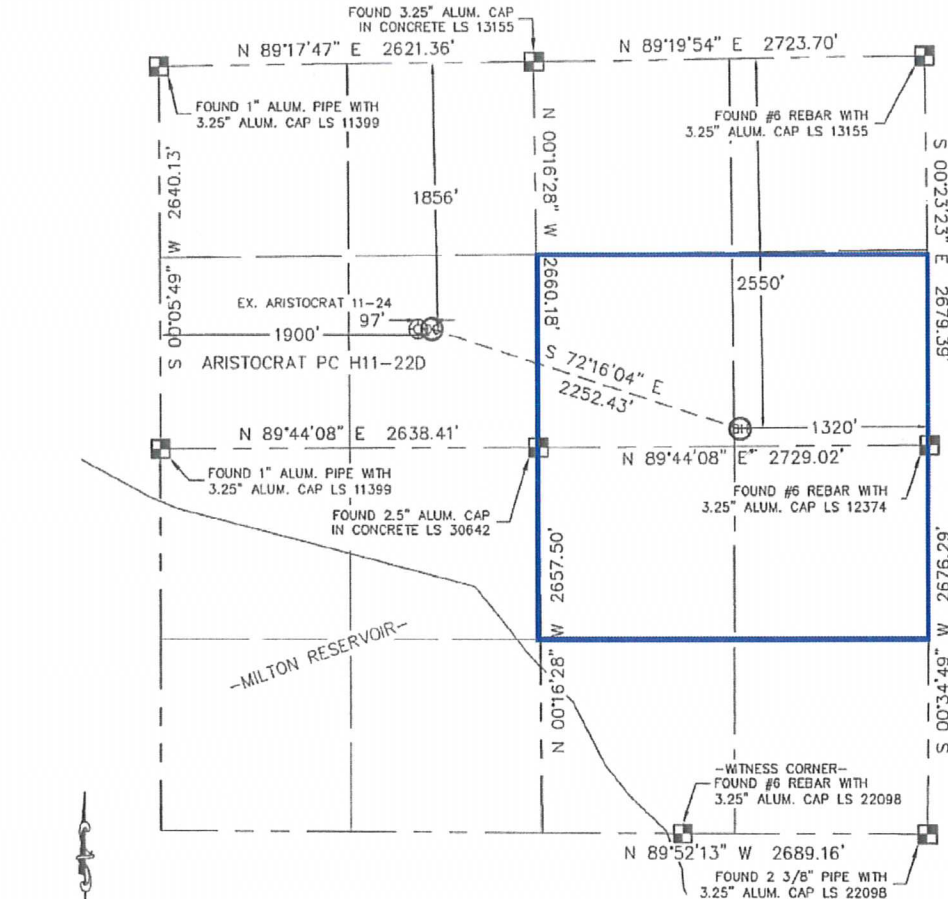 FOUND 3.25" ALUM. CAP
IN CONCRETE LS 13155
N 89°17'47" E 2621.36'
N 89°19'54" E 2723.70'
FOUND 1" ALUM. PIPE WITH
3.25" ALUM. CAP LS 11399
FOUND #6 REBAR WITH
3.25" ALUM. CAP LS 13155
S 00°05'49" W 2640.13'
N 00°16'28" W 2660.18'
S 00°23'23" E 2679.39'
1856'
2550'
EX. ARISTOCRAT 11-24
97'
1900'
ARISTOCRAT PC H11-22D
S 72°16'04" E
2252.43'
BH
1320'
N 89°44'08" E 2638.41'
N 89°44'08" E 2729.02'
FOUND 1" ALUM. PIPE WITH
3.25" ALUM. CAP LS 11399
FOUND 2.5" ALUM. CAP
IN CONCRETE LS 30642
FOUND #6 REBAR WITH
3.25" ALUM. CAP LS 12374
N 00°16'28" W 2657.50'
S 00°34'49" W 2676.29'
-MILTON RESERVOIR-
-WITNESS CORNER-
FOUND #6 REBAR WITH
3.25" ALUM. CAP LS 22098
N 89°52'13" W 2689.16'
FOUND 2 3/8" PIPE WITH
3.25" ALUM. CAP LS 22098